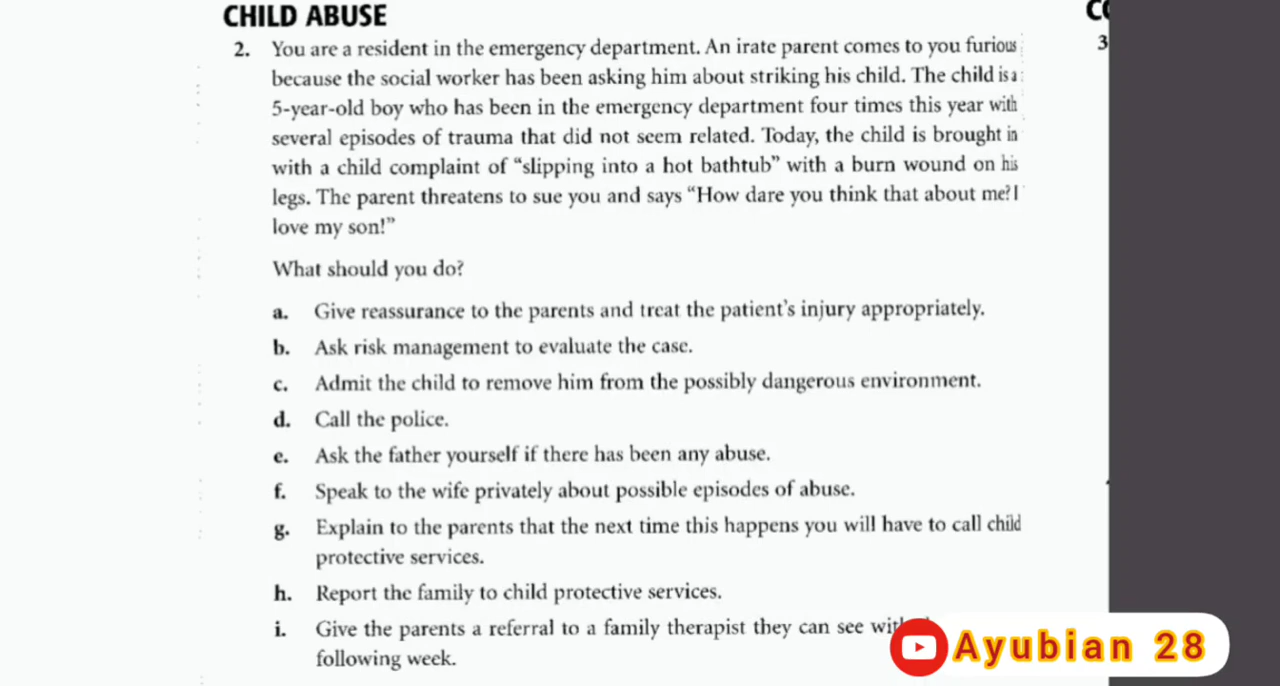 CHILD ABUSE
2. You are a resident in the emergency department. An irate parent comes to you furious
because the social worker has been asking him about striking his child. The child is a
5-year-old boy who has been in the emergency department four times this year with
several episodes of trauma that did not seem related. Today, the child is brought in
with a child complaint of “slipping into a hot bathtub” with a burn wound on his
legs. The parent threatens to sue you and says “How dare you think that about me? I
love my son!”
What should you do?
a. Give reassurance to the parents and treat the patient’s injury appropriately.
b. Ask risk management to evaluate the case.
c. Admit the child to remove him from the possibly dangerous environment.
d. Call the police.
e. Ask the father yourself if there has been any abuse.
f. Speak to the wife privately about possible episodes of abuse.
g. Explain to the parents that the next time this happens you will have to call child
protective services.
h. Report the family to child protective services.
i. Give the parents a referral to a family therapist they can see
following week.
3
Ayubian 28